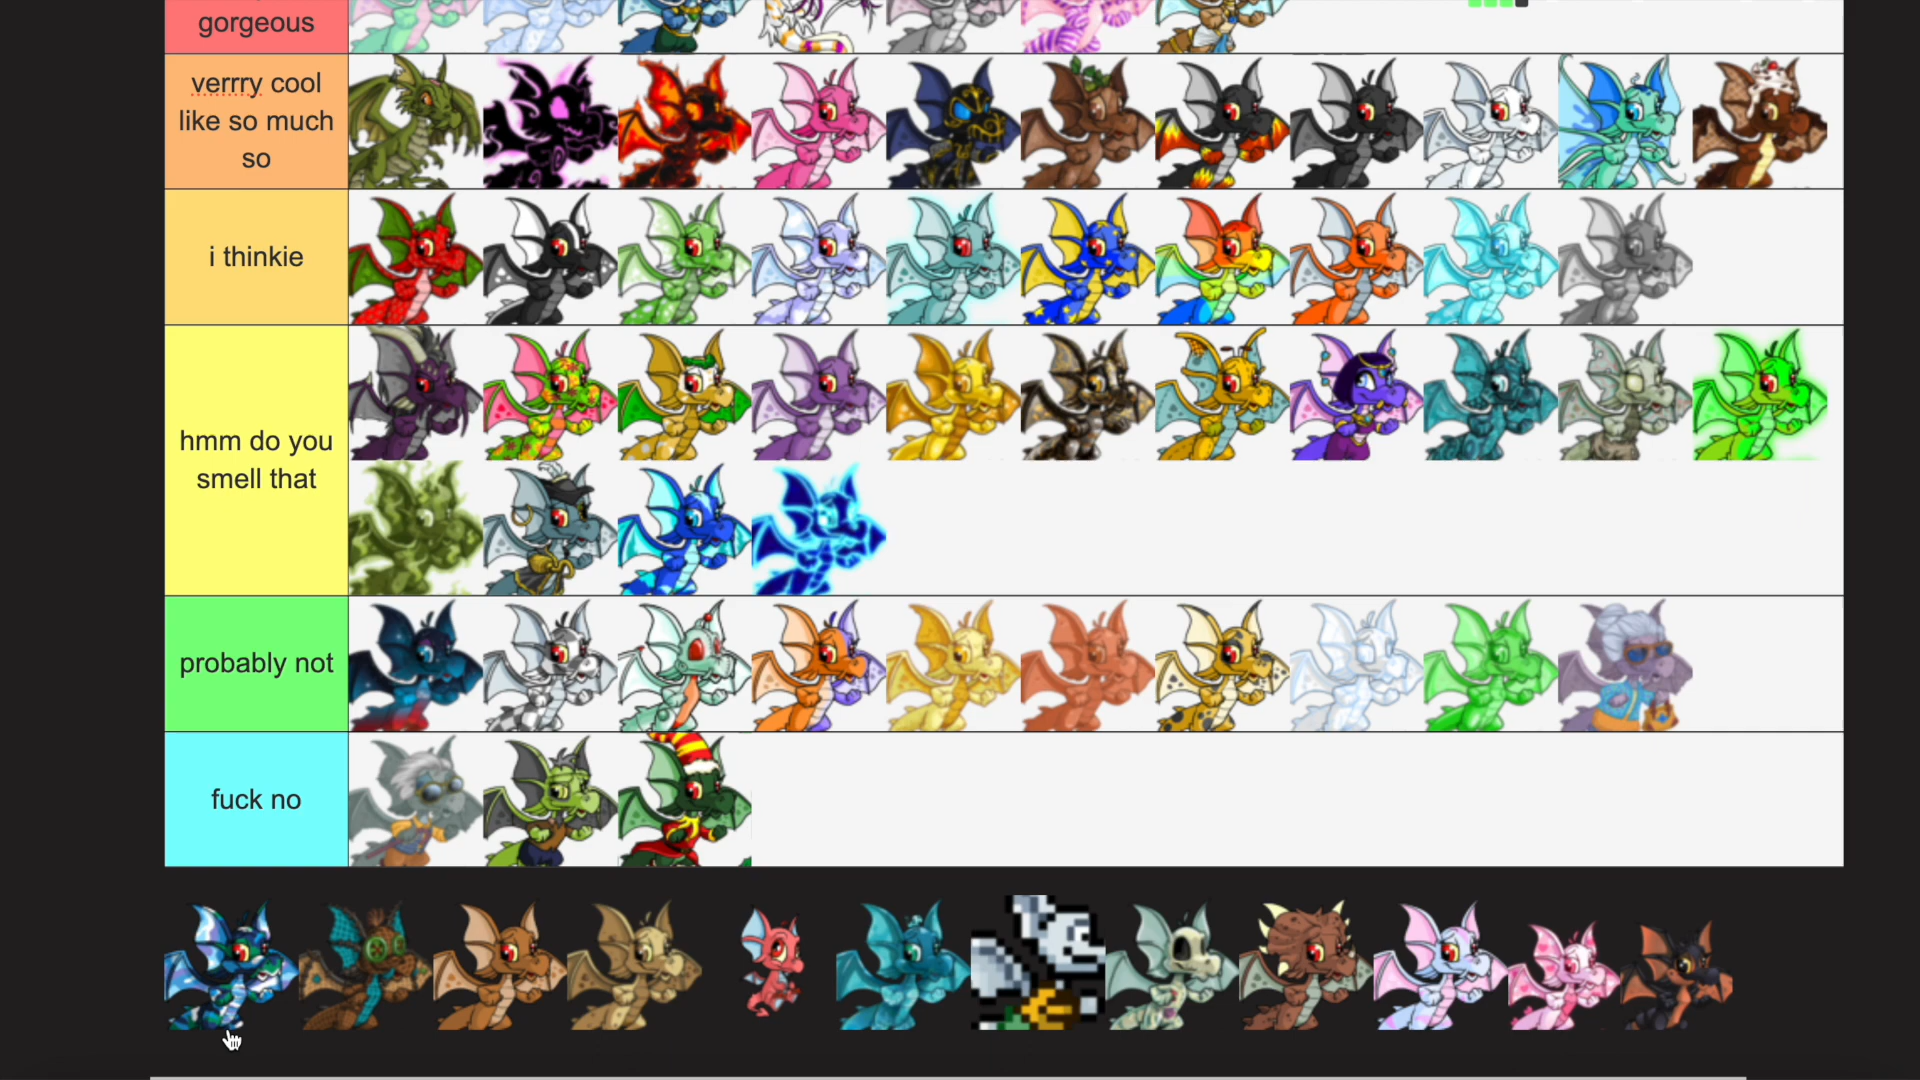 gorgeous
verrry cool
like so much
so
i thinkie
hmm do you
smell that
probably not
fuck no